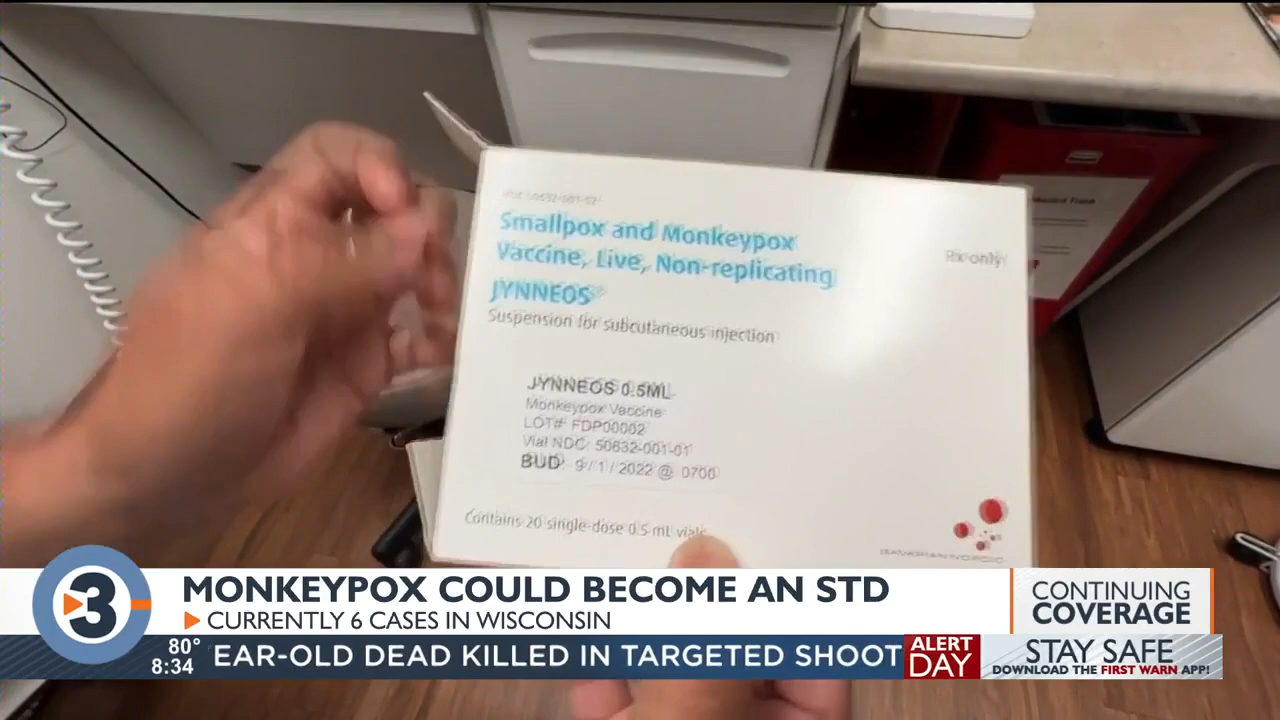 Smallpox and Monkeypox
Vaccine, Live, Non-replicating
JYNNEOS
Suspension for subcutaneous injection
Rx only
JYNNEOS 0.5ML
Monkeypox Vaccine
LOT# FDP00002
Vial NDC: 50632-001-01
BUD: 9/1/2022 @ 0700
Contains 20 single-dose 0.5 mL vials
BAVARIAN NORDIC
3
MONKEYPOX COULD BECOME AN STD
CURRENTLY 6 CASES IN WISCONSIN
CONTINUING
COVERAGE
80°
8:34
EAR-OLD DEAD KILLED IN TARGETED SHOOT
ALERT
DAY
STAY SAFE
DOWNLOAD THE FIRST WARN APP!